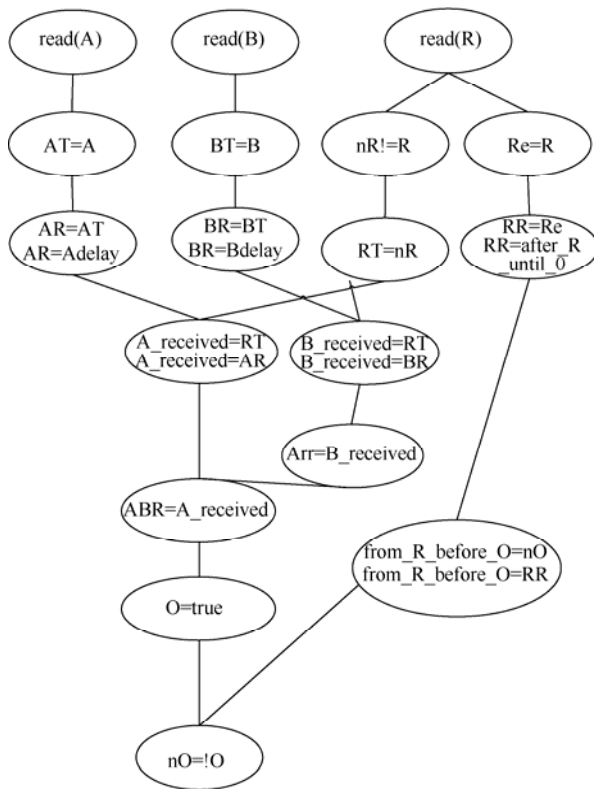 read(A)
read(B)
read(R)
AT=A
BT=B
nR!=R
Re=R
AR=AT
AR=Adelay
BR=BT
BR=Bdelay
RT=nR
RR=Re
RR=after_R
_until_0
A_received=RT
A_received=AR
B_received=RT
B_received=BR
Arr=B_received
ABR=A_received
from_R_before_O=nO
from_R_before_O=RR
O=true
nO=!O